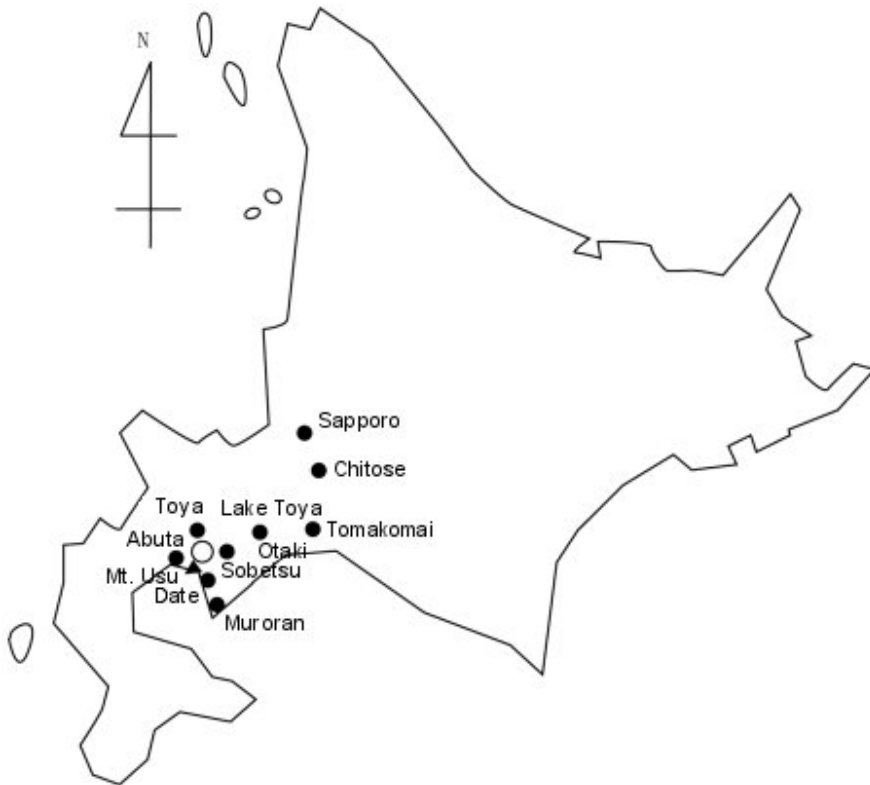 N
Sapporo
Chitose
Toya
Lake Toya
Tomakomai
Abuta
Otaki
Mt. Usu
Sobetsu
Date
Muroran